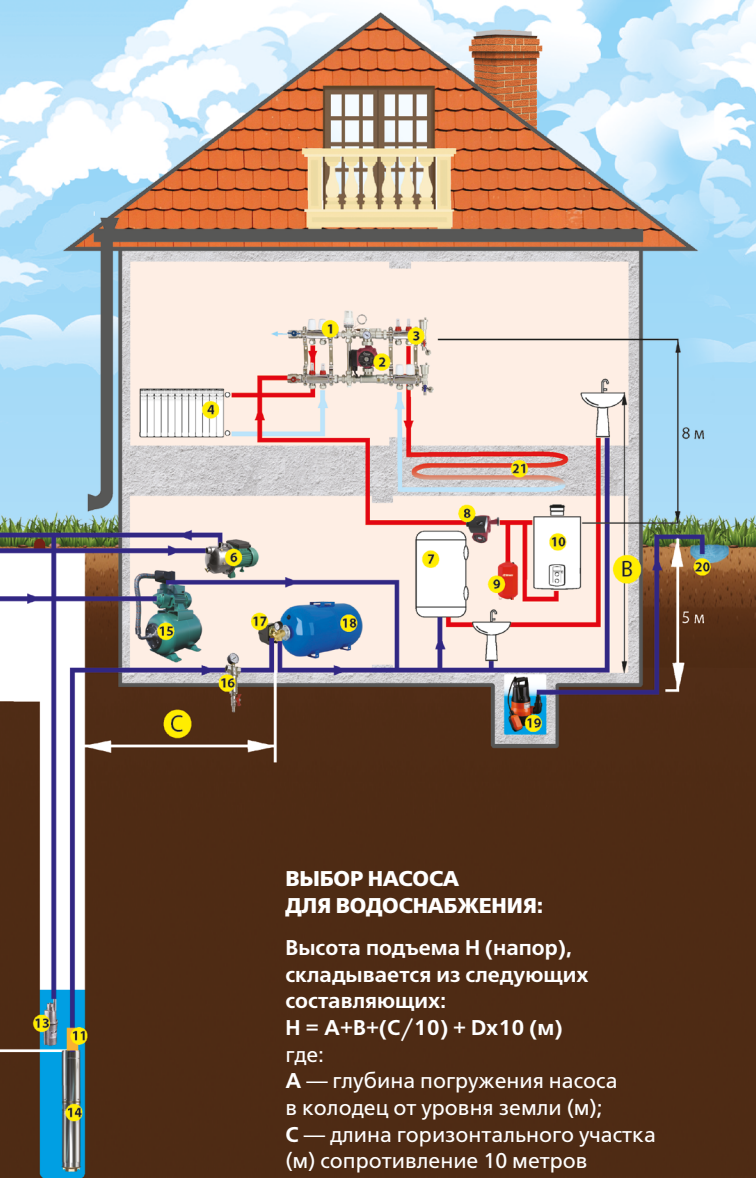 1
3
2
4
8 м
21
8
10
6
7
B
9
20
15
17
18
5 м
16
19
C
ВЫБОР НАСОСА
ДЛЯ ВОДОСНАБЖЕНИЯ:
Высота подъема H (напор),
складывается из следующих
составляющих:
H = A+B+(C/10) + Dx10 (м)
где:
A — глубина погружения насоса
в колодец от уровня земли (м);
C — длина горизонтального участка
(м) сопротивление 10 метров
13
11
14